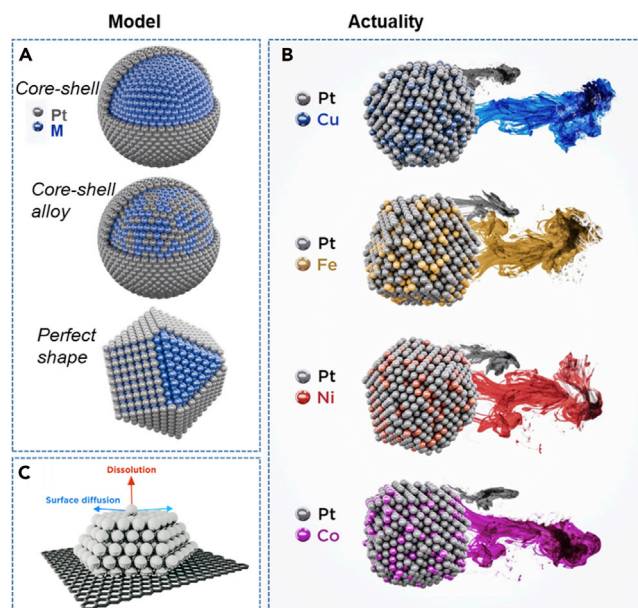 Model
Actuality
A
Core-shell
Pt
M
Core-shell
alloy
Perfect
shape
B
Pt
Cu
Pt
Fe
Pt
Ni
Pt
Co
C
Dissolution
Surface diffusion